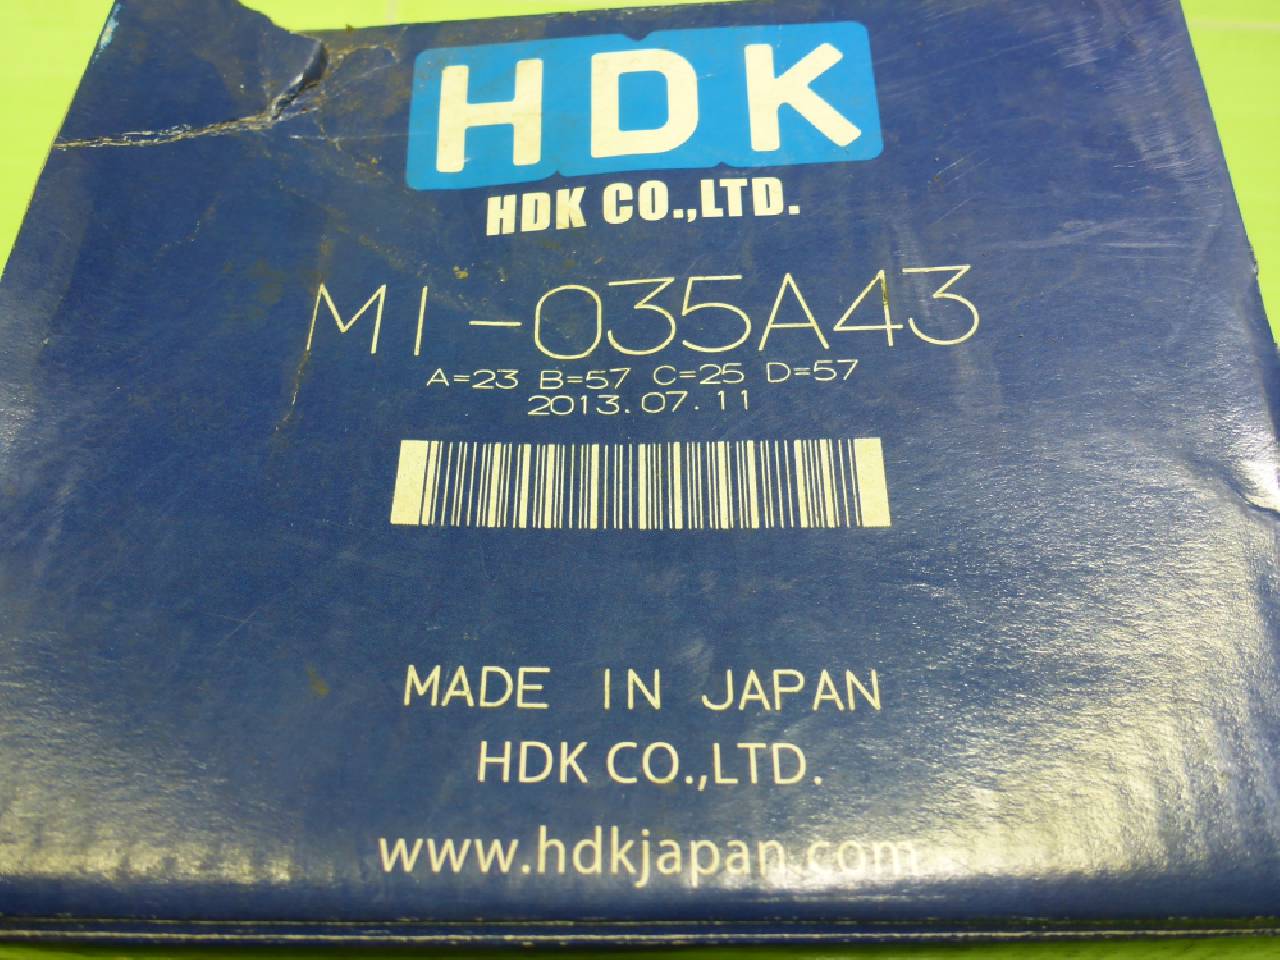 HDK
HDK CO.,LTD.
MI-035A43
A=23 B=57 C=25 D=57
2013.07.11
MADE IN JAPAN
HDK CO.,LTD.
www.hdkjapan.com